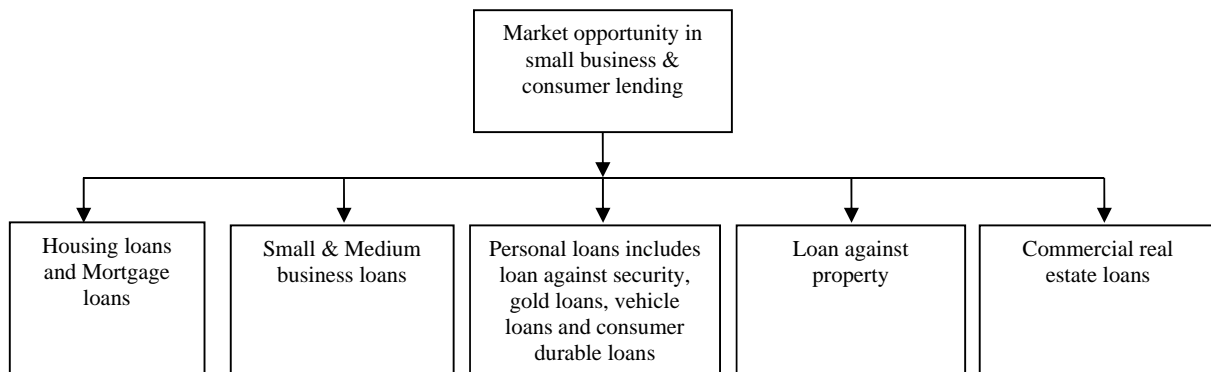 Market opportunity in
small business &
consumer lending
Housing loans
and Mortgage
loans
Small & Medium
business loans
Personal loans includes
loan against security,
gold loans, vehicle
loans and consumer
durable loans
Loan against
property
Commercial real
estate loans